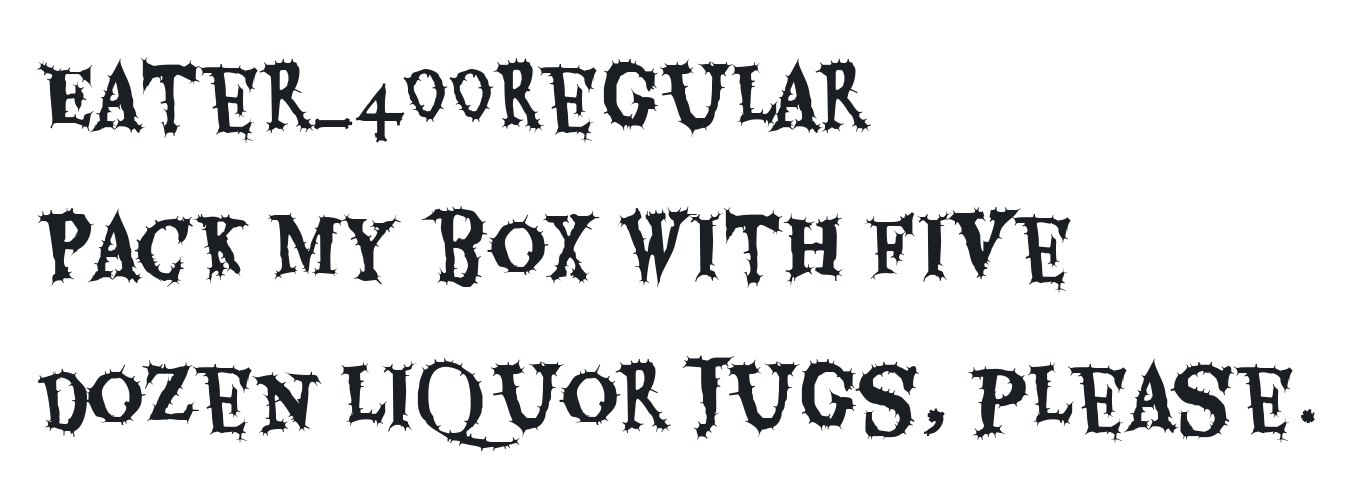 EATER_400REGULAR
PACK MY BOX WITH FIVE
DOZEN LIQUOR JUGS, PLEASE.